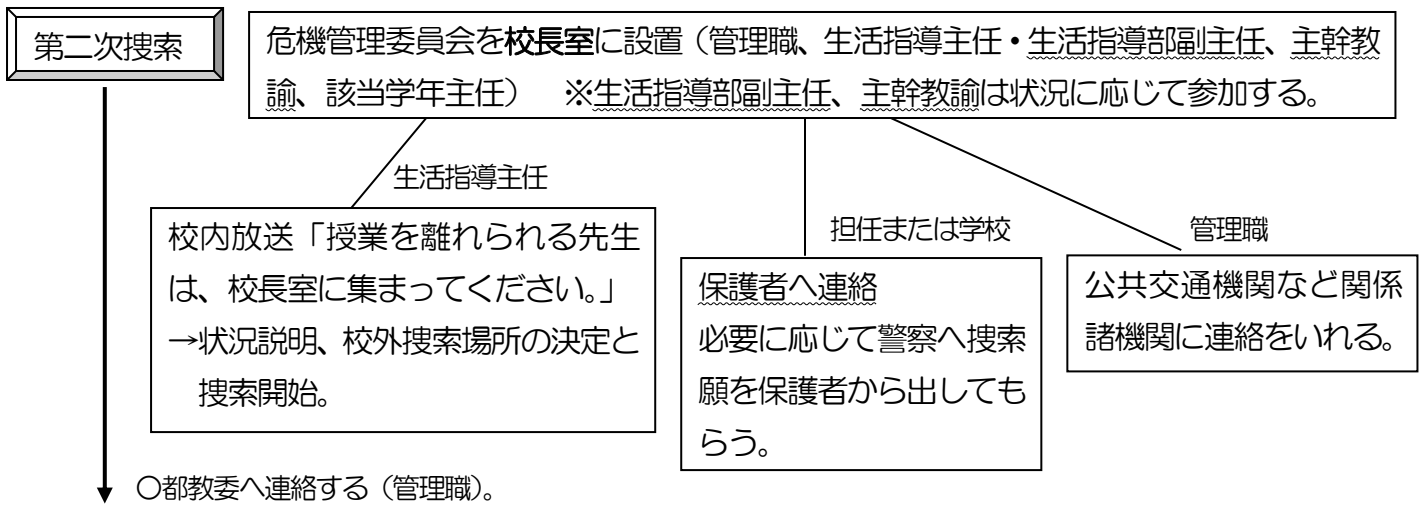 第二次捜索
危機管理委員会を校長室に設置（管理職、生活指導主任・生活指導部副主任、主幹教
諭、該当学年主任）　※生活指導部副主任、主幹教諭は状況に応じて参加する。
生活指導主任
校内放送「授業を離れられる先生
は、校長室に集まってください。」
→状況説明、校外捜索場所の決定と
捜索開始。
担任または学校
保護者へ連絡
必要に応じて警察へ捜索
願を保護者から出しても
らう。
管理職
公共交通機関など関係
諸機関に連絡をいれる。
〇都教委へ連絡する（管理職）。